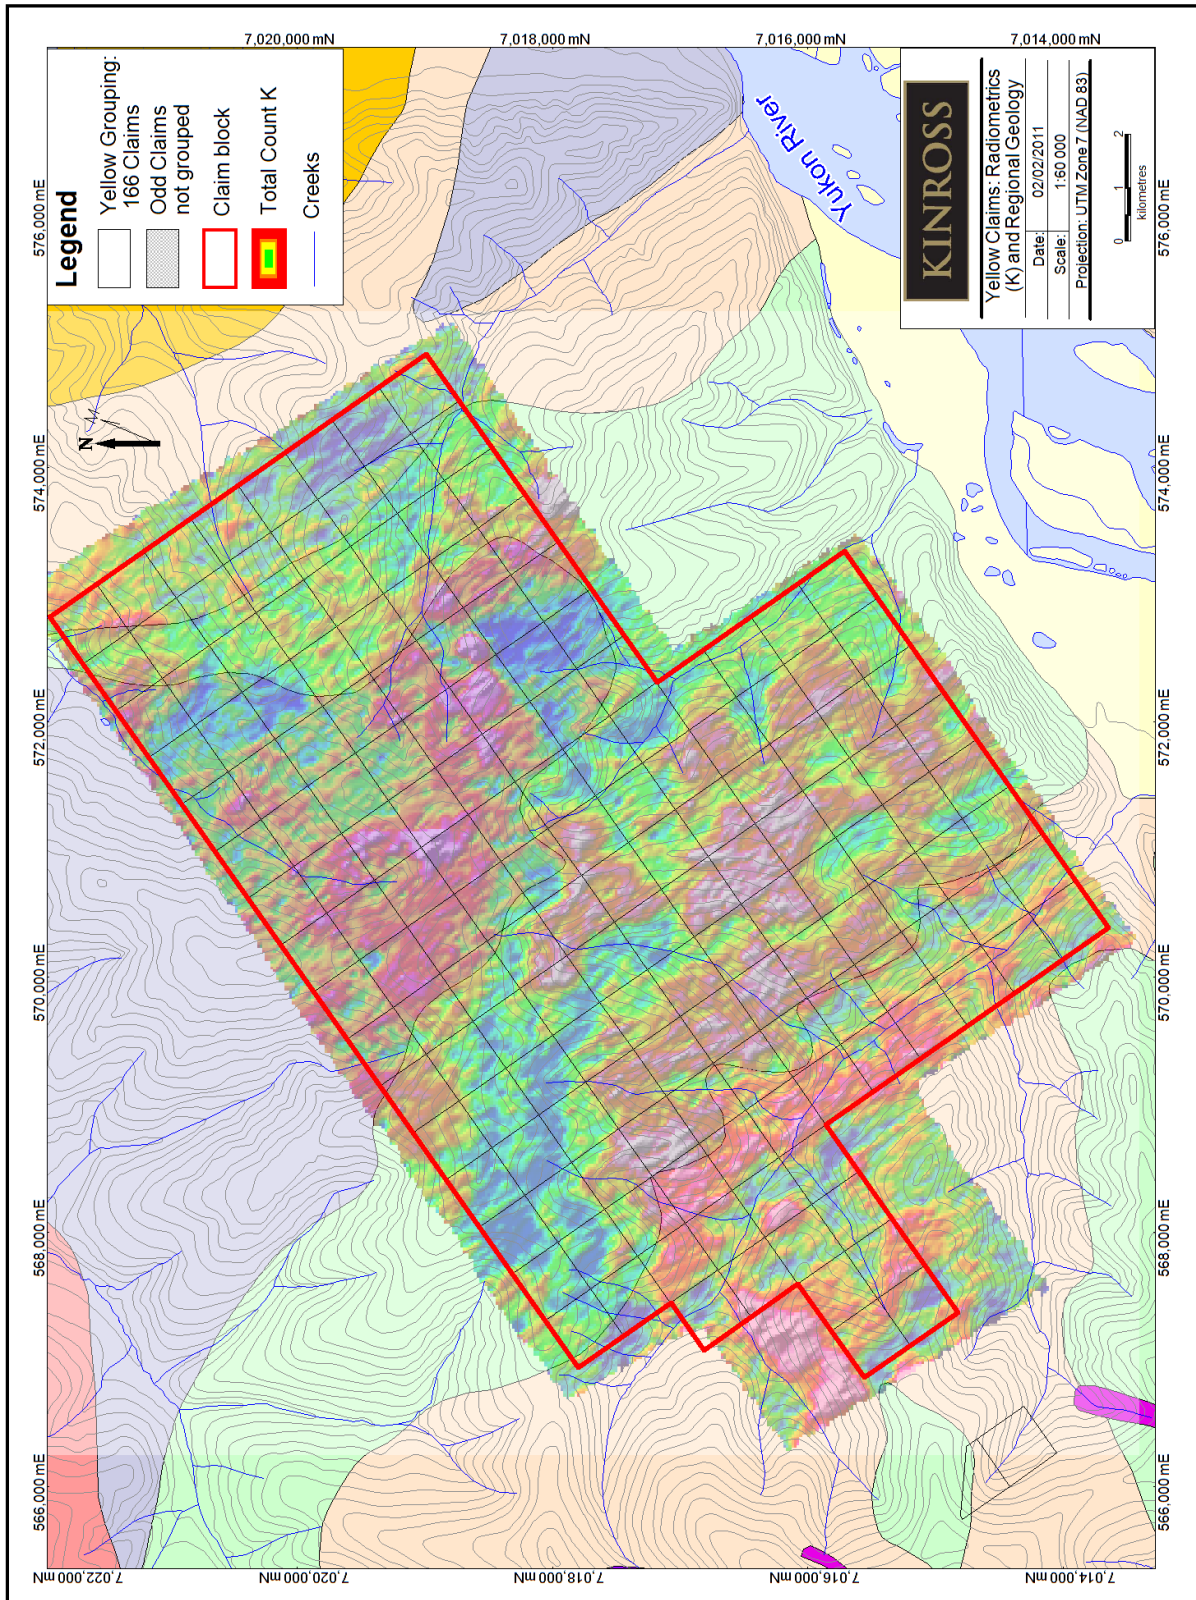 7,020,000 mN
7,018,000 mN
7,016,000 mN
7,014,000 mN
Legend
Yellow Grouping:
166 Claims
Odd Claims
not grouped
Claim block
Total Count K
Creeks
KINROSS
Yellow Claims: Radiometrics
(K) and Regional Geology
Date: 02/02/2011
Scale: 1:60 000
Projection: UTM Zone 7 (NAD 83)
0 1 2
kilometres
Yukon River
N
M
576,000 mE
574,000 mE
572,000 mE
570,000 mE
568,000 mE
566,000 mE
576,000 mE
574,000 mE
572,000 mE
570,000 mE
568,000 mE
566,000 mE
7,022,000 mN
7,020,000 mN
7,018,000 mN
7,016,000 mN
7,014,000 mN